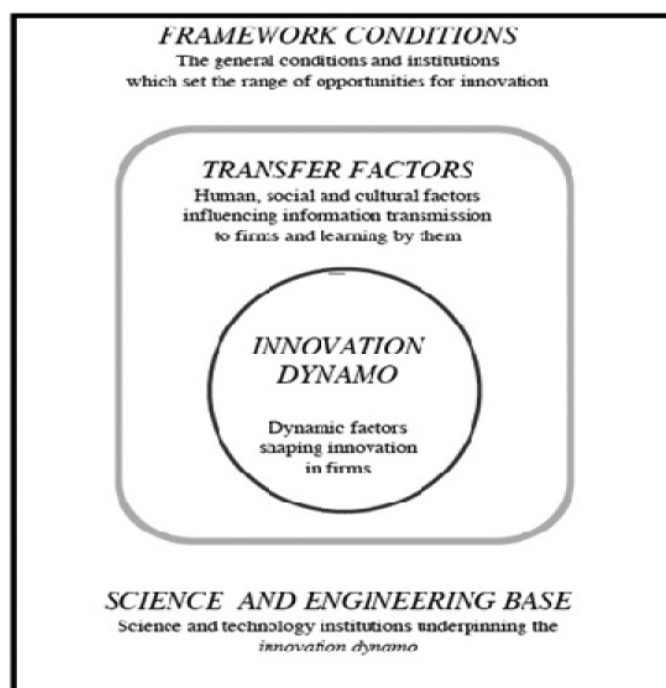 FRAMEWORK CONDITIONS
The general conditions and institutions
which set the range of opportunities for innovation
TRANSFER FACTORS
Human, social and cultural factors
influencing information transmission
to firms and learning by them
INNOVATION
DYNAMO
Dynamic factors
shaping innovation
in firms
SCIENCE AND ENGINEERING BASE
Science and technology institutions underpinning the
innovation dynamo